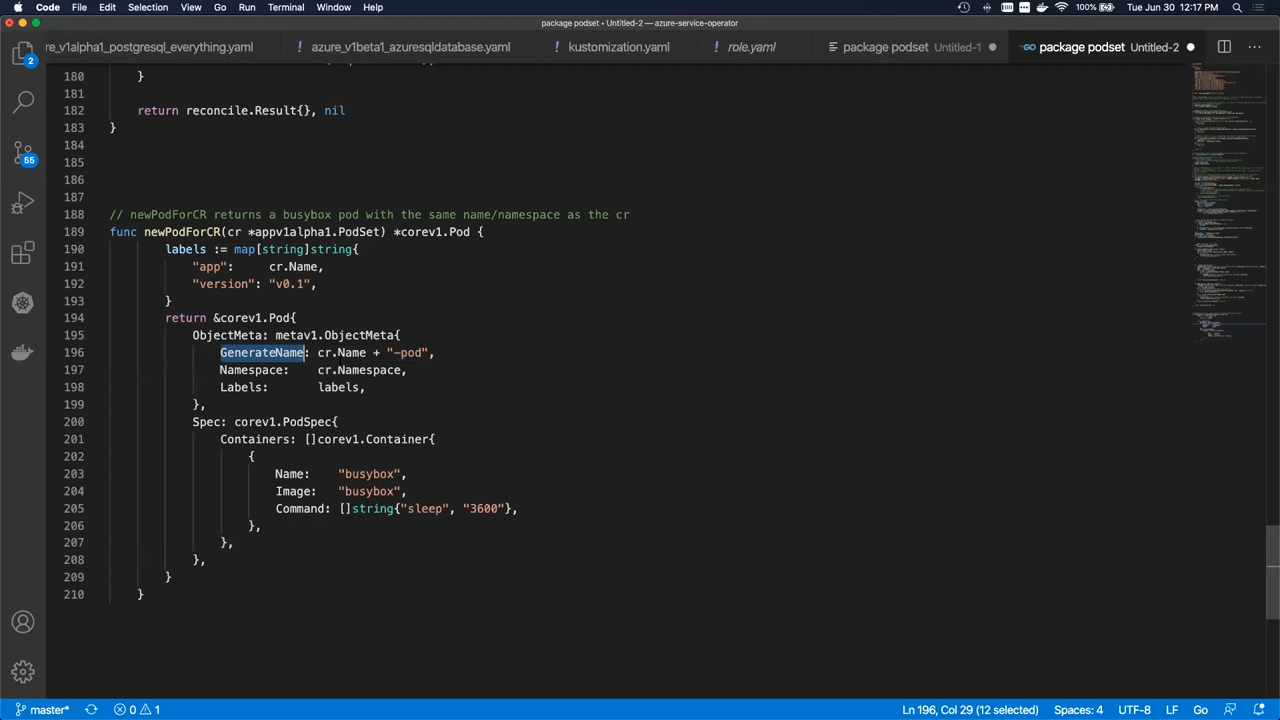 Code File Edit Selection View Go Run Terminal Window Help 100% Tue Jun 30 12:17 PM
package podset • Untitled-2 — azure-service-operator
re_v1alpha1_postgresql_everything.yaml ! azure_v1beta1_azuresqldatabase.yaml ! kustomization.yaml ! role.yaml package podset Untitled-1 package podset Untitled-2
2
55
180 }
181
182 return reconcile.Result{}, nil
183 }
184
185
186
187
188 // newPodForCR returns a busybox pod with the same name/namespace as the cr
189 func newPodForCR(cr *appv1alpha1.PodSet) *corev1.Pod {
190 labels := map[string]string{
191 "app": cr.Name,
192 "version": "v0.1",
193 }
194 return &corev1.Pod{
195 ObjectMeta: metav1.ObjectMeta{
196 GenerateName: cr.Name + "-pod",
197 Namespace: cr.Namespace,
198 Labels: labels,
199 },
200 Spec: corev1.PodSpec{
201 Containers: []corev1.Container{
202 {
203 Name: "busybox",
204 Image: "busybox",
205 Command: []string{"sleep", "3600"},
206 },
207 },
208 },
209 }
210 }
master* 0 1 Ln 196, Col 29 (12 selected) Spaces: 4 UTF-8 LF Go